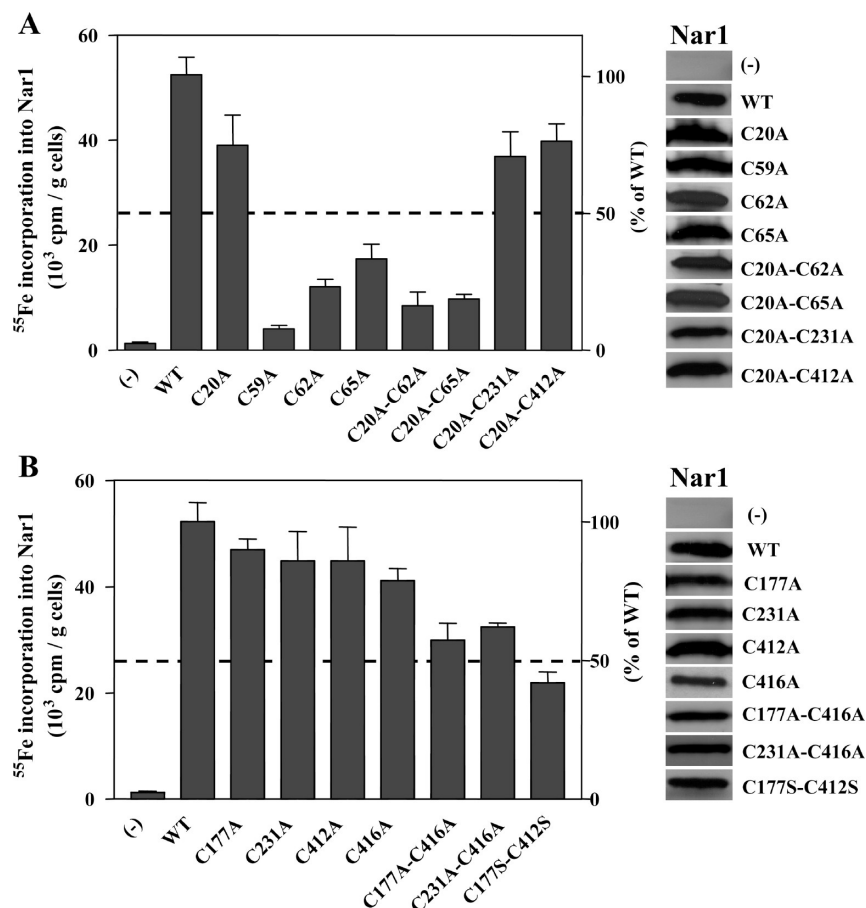 A
⁵⁵Fe incorporation into Nar1
(10³ cpm / g cells)
60
40
20
0
100
50
0
(% of WT)
(-)
WT
C20A
C59A
C62A
C65A
C20A-C62A
C20A-C65A
C20A-C231A
C20A-C412A
Nar1
(-)
WT
C20A
C59A
C62A
C65A
C20A-C62A
C20A-C65A
C20A-C231A
C20A-C412A
B
⁵⁵Fe incorporation into Nar1
(10³ cpm / g cells)
60
40
20
0
100
50
0
(% of WT)
(-)
WT
C177A
C231A
C412A
C416A
C177A-C416A
C231A-C416A
C177S-C412S
Nar1
(-)
WT
C177A
C231A
C412A
C416A
C177A-C416A
C231A-C416A
C177S-C412S